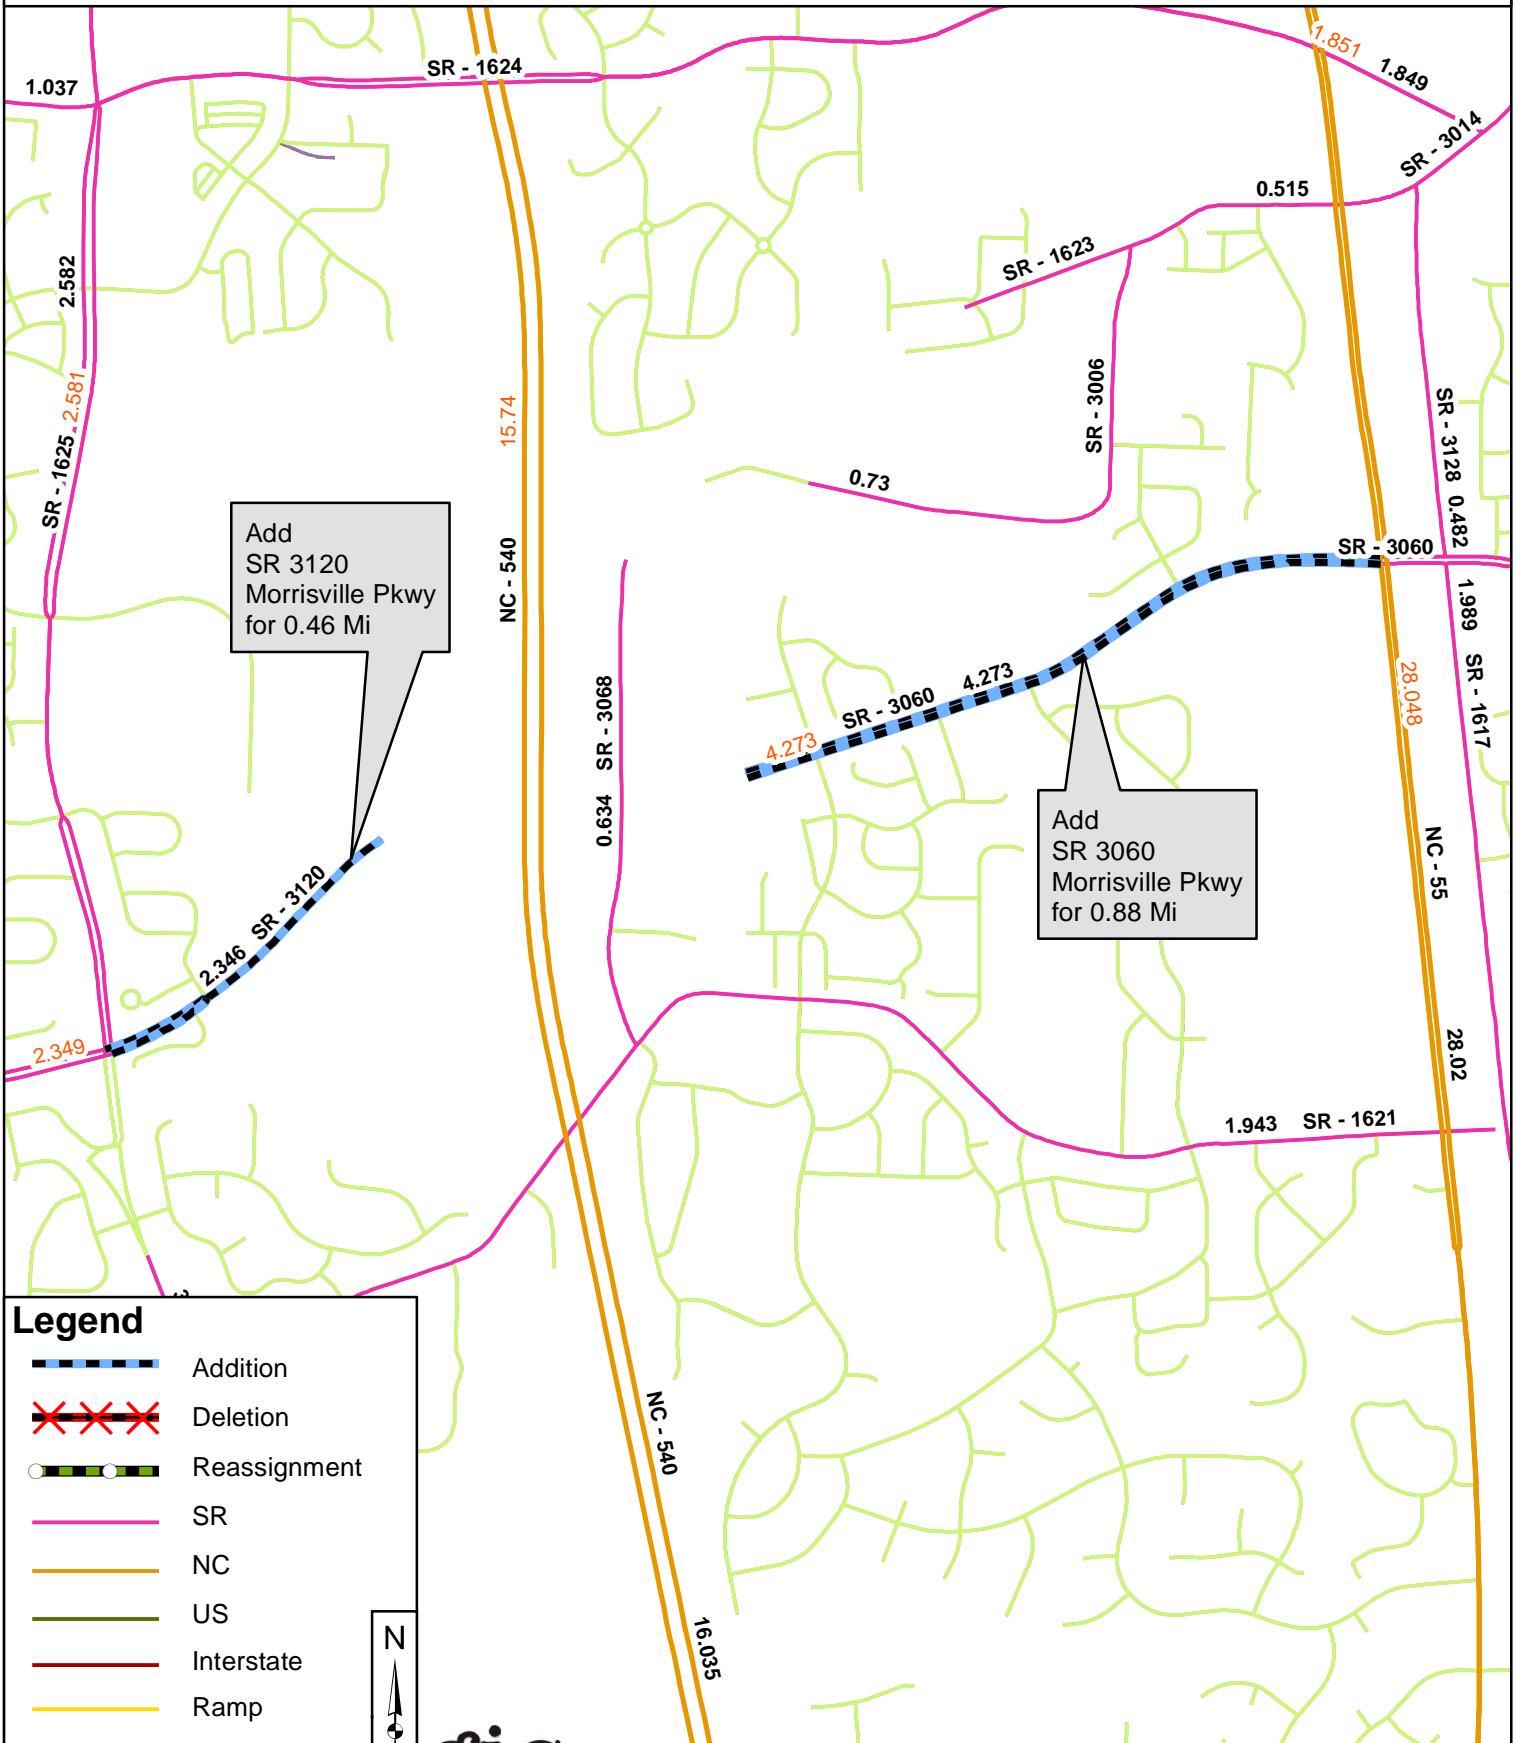 SR - 1624
1.037
1.851
1.849
SR - 3014
0.515
SR - 1623
2.582
2.581
SR - 1625
15.74
NC - 540
SR - 3006
0.73
SR - 3128
0.482
SR - 3060
Add
SR 3120
Morrisville Pkwy
for 0.46 Mi
1.989
SR - 1617
28.048
SR - 3068
0.634
SR - 3060
4.273
4.273
Add
SR 3060
Morrisville Pkwy
for 0.88 Mi
NC - 55
2.346
SR - 3120
2.349
28.02
1.943
SR - 1621
NC - 540
16.035
Legend
Addition
Deletion
Reassignment
SR
NC
US
Interstate
Ramp
N